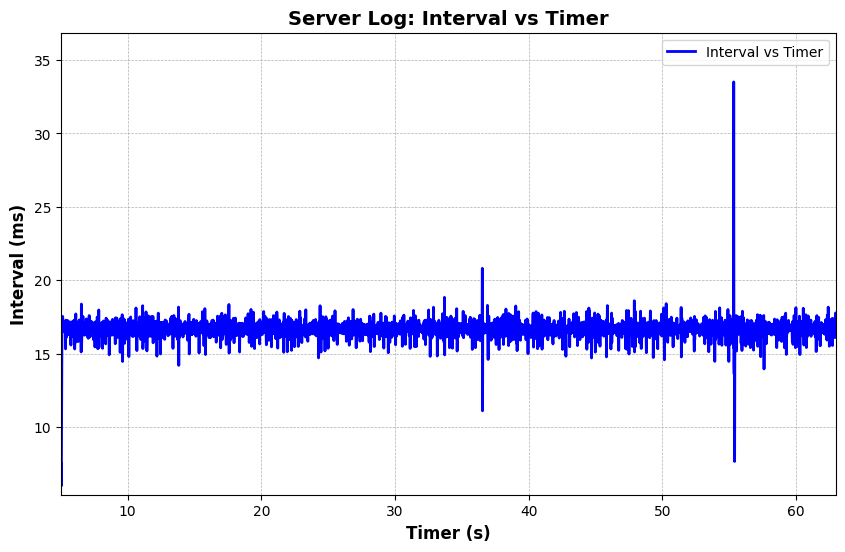 Server Log: Interval vs Timer
Interval vs Timer
35
30
25
20
15
10
Interval (ms)
10 20 30 40 50 60
Timer (s)